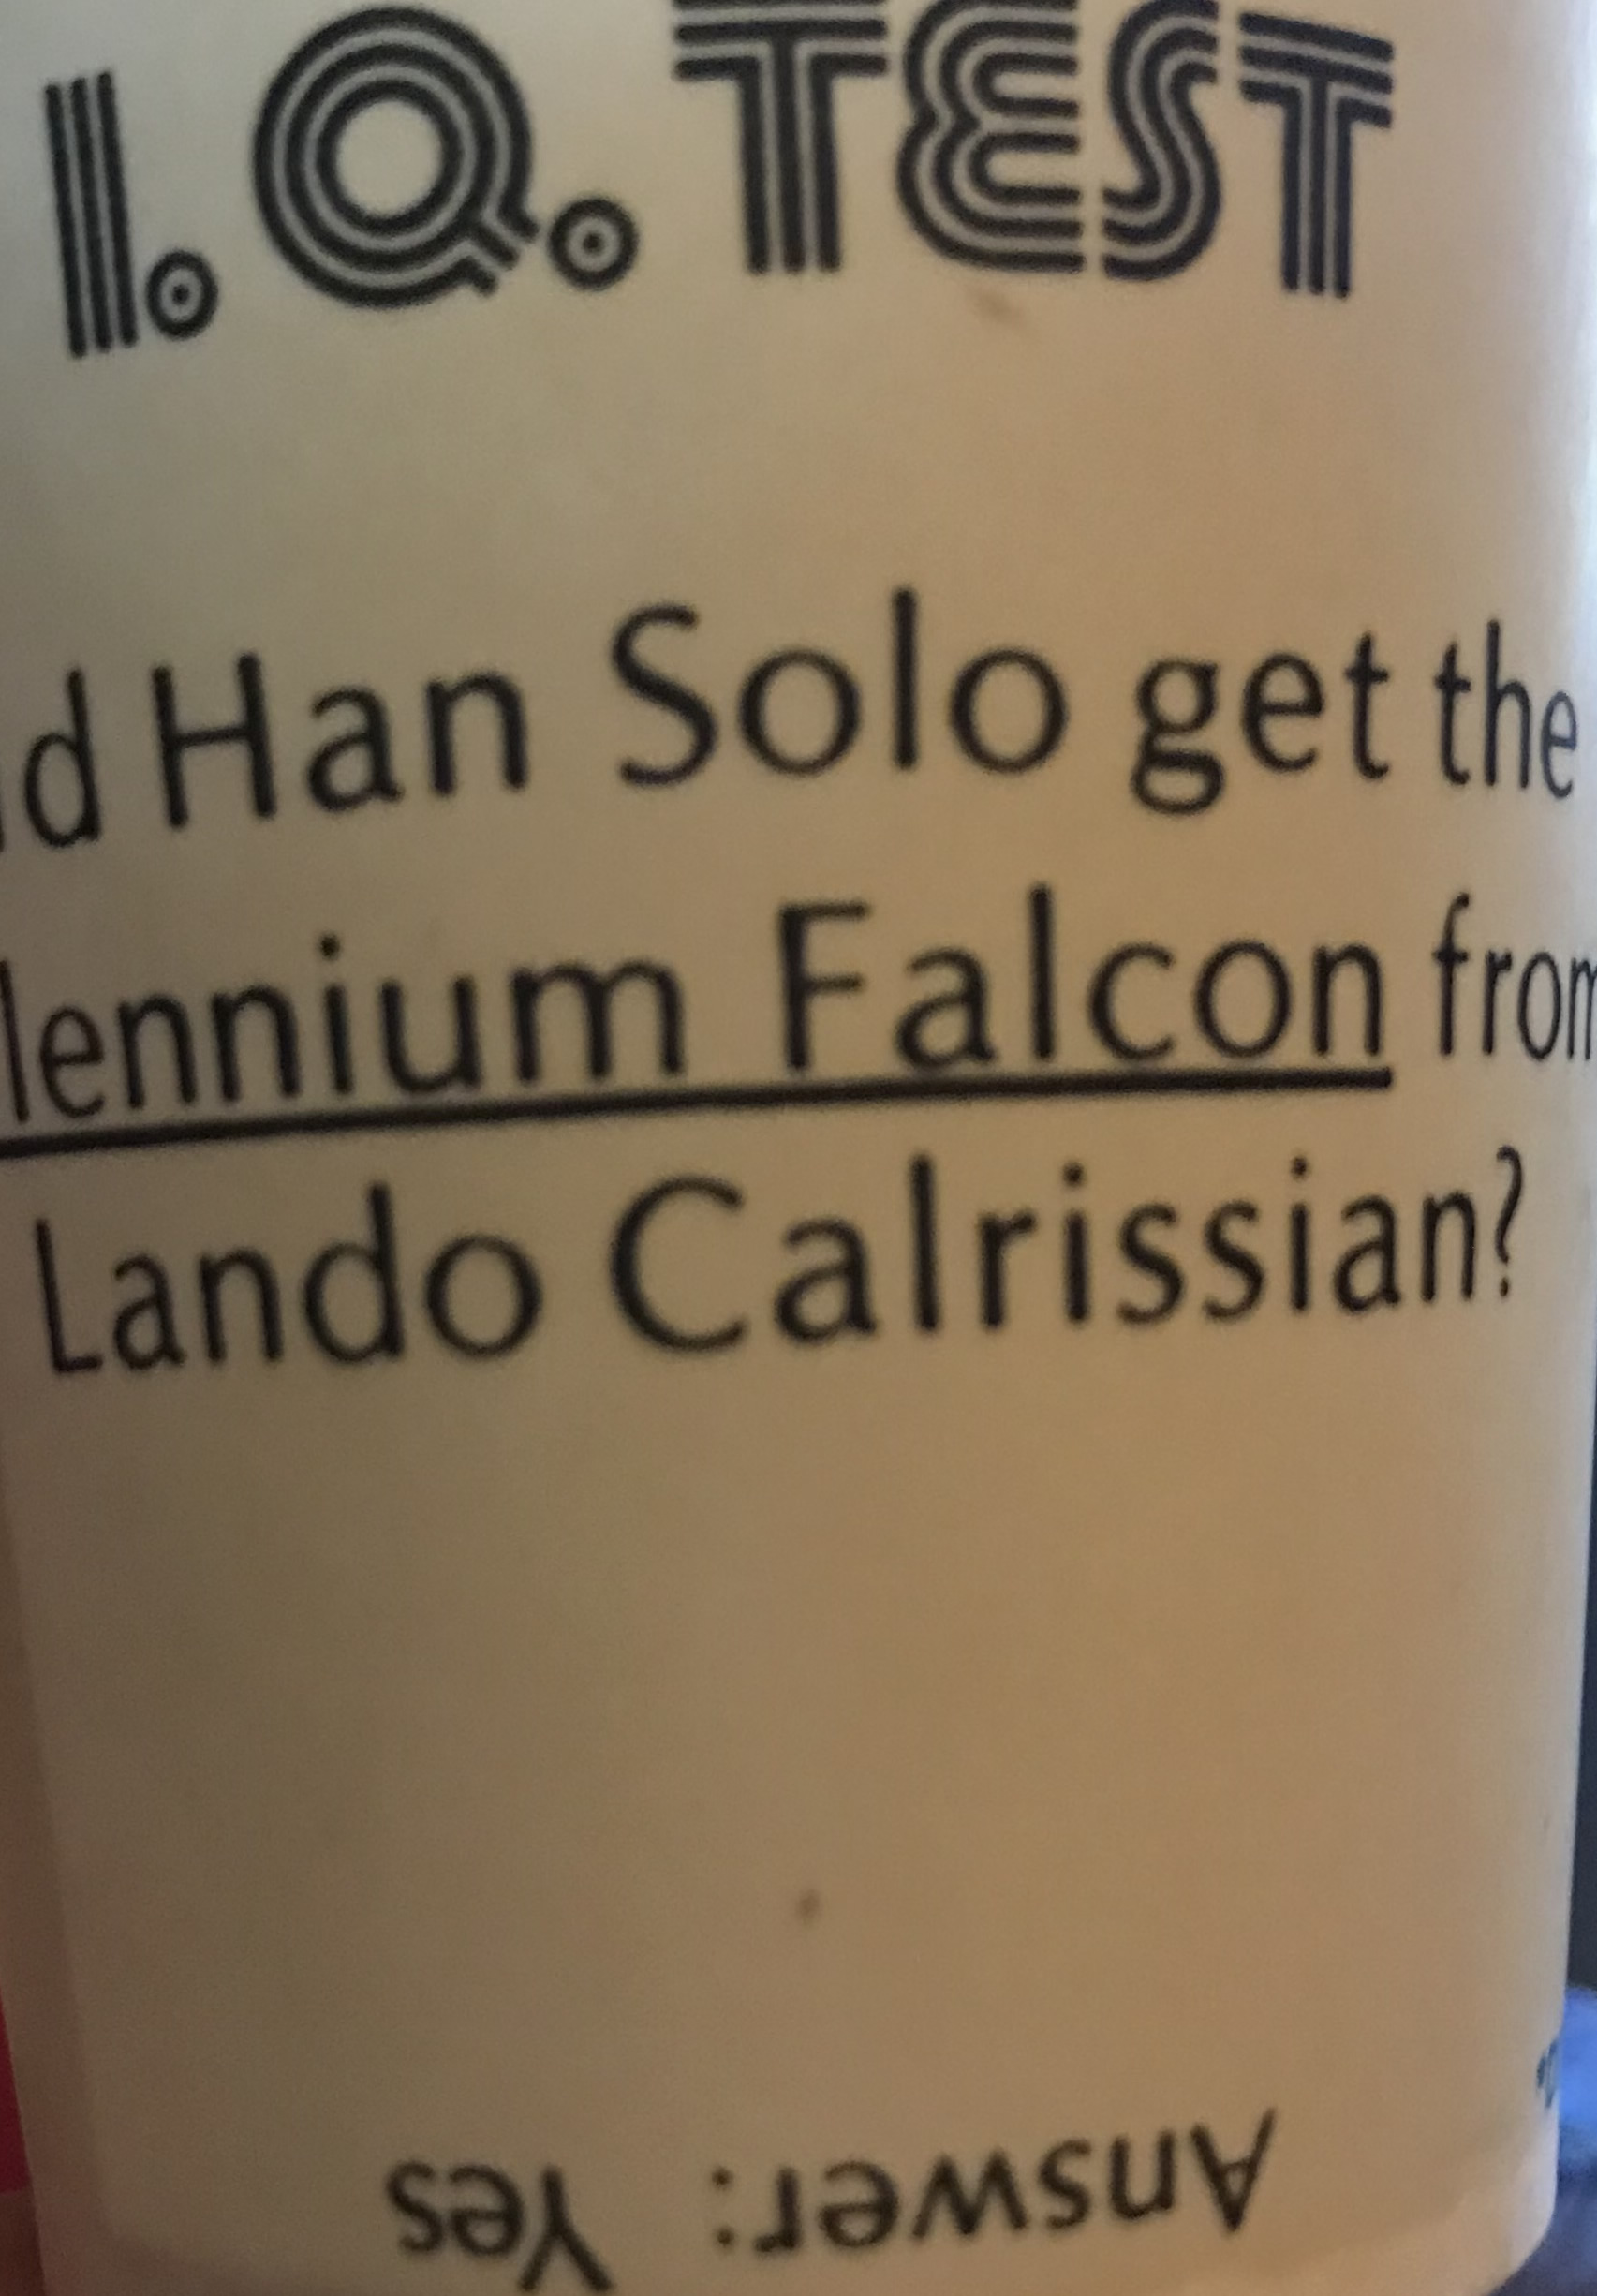 I. Q. TEST
d Han Solo get the
lennium Falcon from
Lando Calrissian?
Answer: Yes